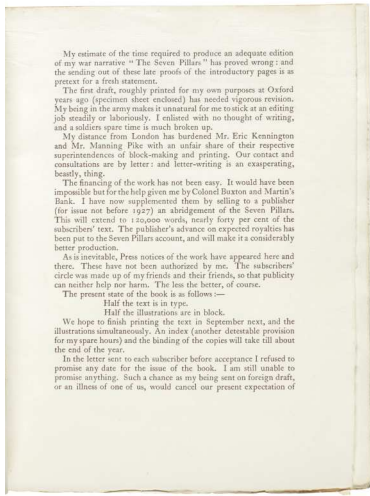 My estimate of the time required to produce an adequate edition
of my war narrative “ The Seven Pillars ” has proved wrong : and
the sending out of these late proofs of the introductory pages is as
pretext for a fresh statement.
The first draft, roughly printed for my own purposes at Oxford
years ago (specimen sheet enclosed) has needed vigorous revision.
My being in the army makes it unnatural for me to stick at an editing
job steadily or laboriously. I enlisted with no thought of writing,
and a soldiers spare time is much broken up.
My distance from London has burdened Mr. Eric Kennington
and Mr. Manning Pike with an unfair share of their respective
superintendences of block-making and printing. Our contact and
consultations are by letter : and letter-writing is an exasperating,
beastly, thing.
The financing of the work has not been easy. It would have been
impossible but for the help given me by Colonel Buxton and Martin's
Bank. I have now supplemented them by selling to a publisher
(for issue not before 1927) an abridgement of the Seven Pillars.
This will extend to 120,000 words, nearly forty per cent of the
subscribers' text. The publisher's advance on expected royalties has
been put to the Seven Pillars account, and will make it a considerably
better production.
As is inevitable, Press notices of the work have appeared here and
there. These have not been authorized by me. The subscribers'
circle was made up of my friends and their friends, so that publicity
can neither help nor harm. The less the better, of course.
The present state of the book is as follows :—
Half the text is in type.
Half the illustrations are in block.
We hope to finish printing the text in September next, and the
illustrations simultaneously. An index (another detestable provision
for my spare hours) and the binding of the copies will take till about
the end of the year.
In the letter sent to each subscriber before acceptance I refused to
promise any date for the issue of the book. I am still unable to
promise anything. Such a chance as my being sent on foreign draft,
or an illness of one of us, would cancel our present expectation of